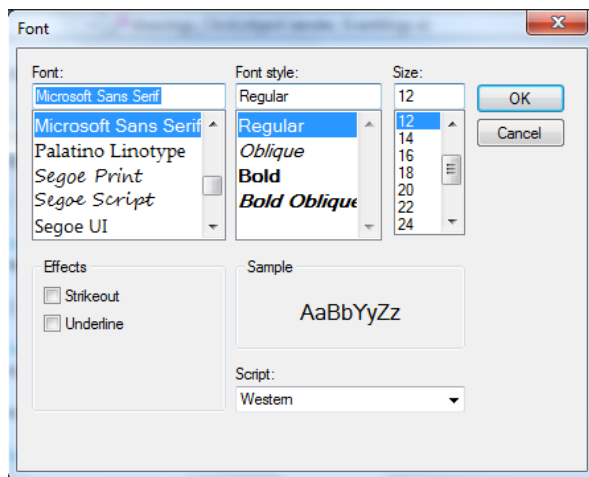 Font
Font:
Microsoft Sans Serif
Microsoft Sans Serif
Palatino Linotype
Segoe Print
Segoe Script
Segoe UI
Font style:
Regular
Regular
Oblique
Bold
Bold Oblique
Size:
12
12
14
16
18
20
22
24
OK
Cancel
Effects
Strikeout
Underline
Sample
AaBbYyZz
Script:
Western